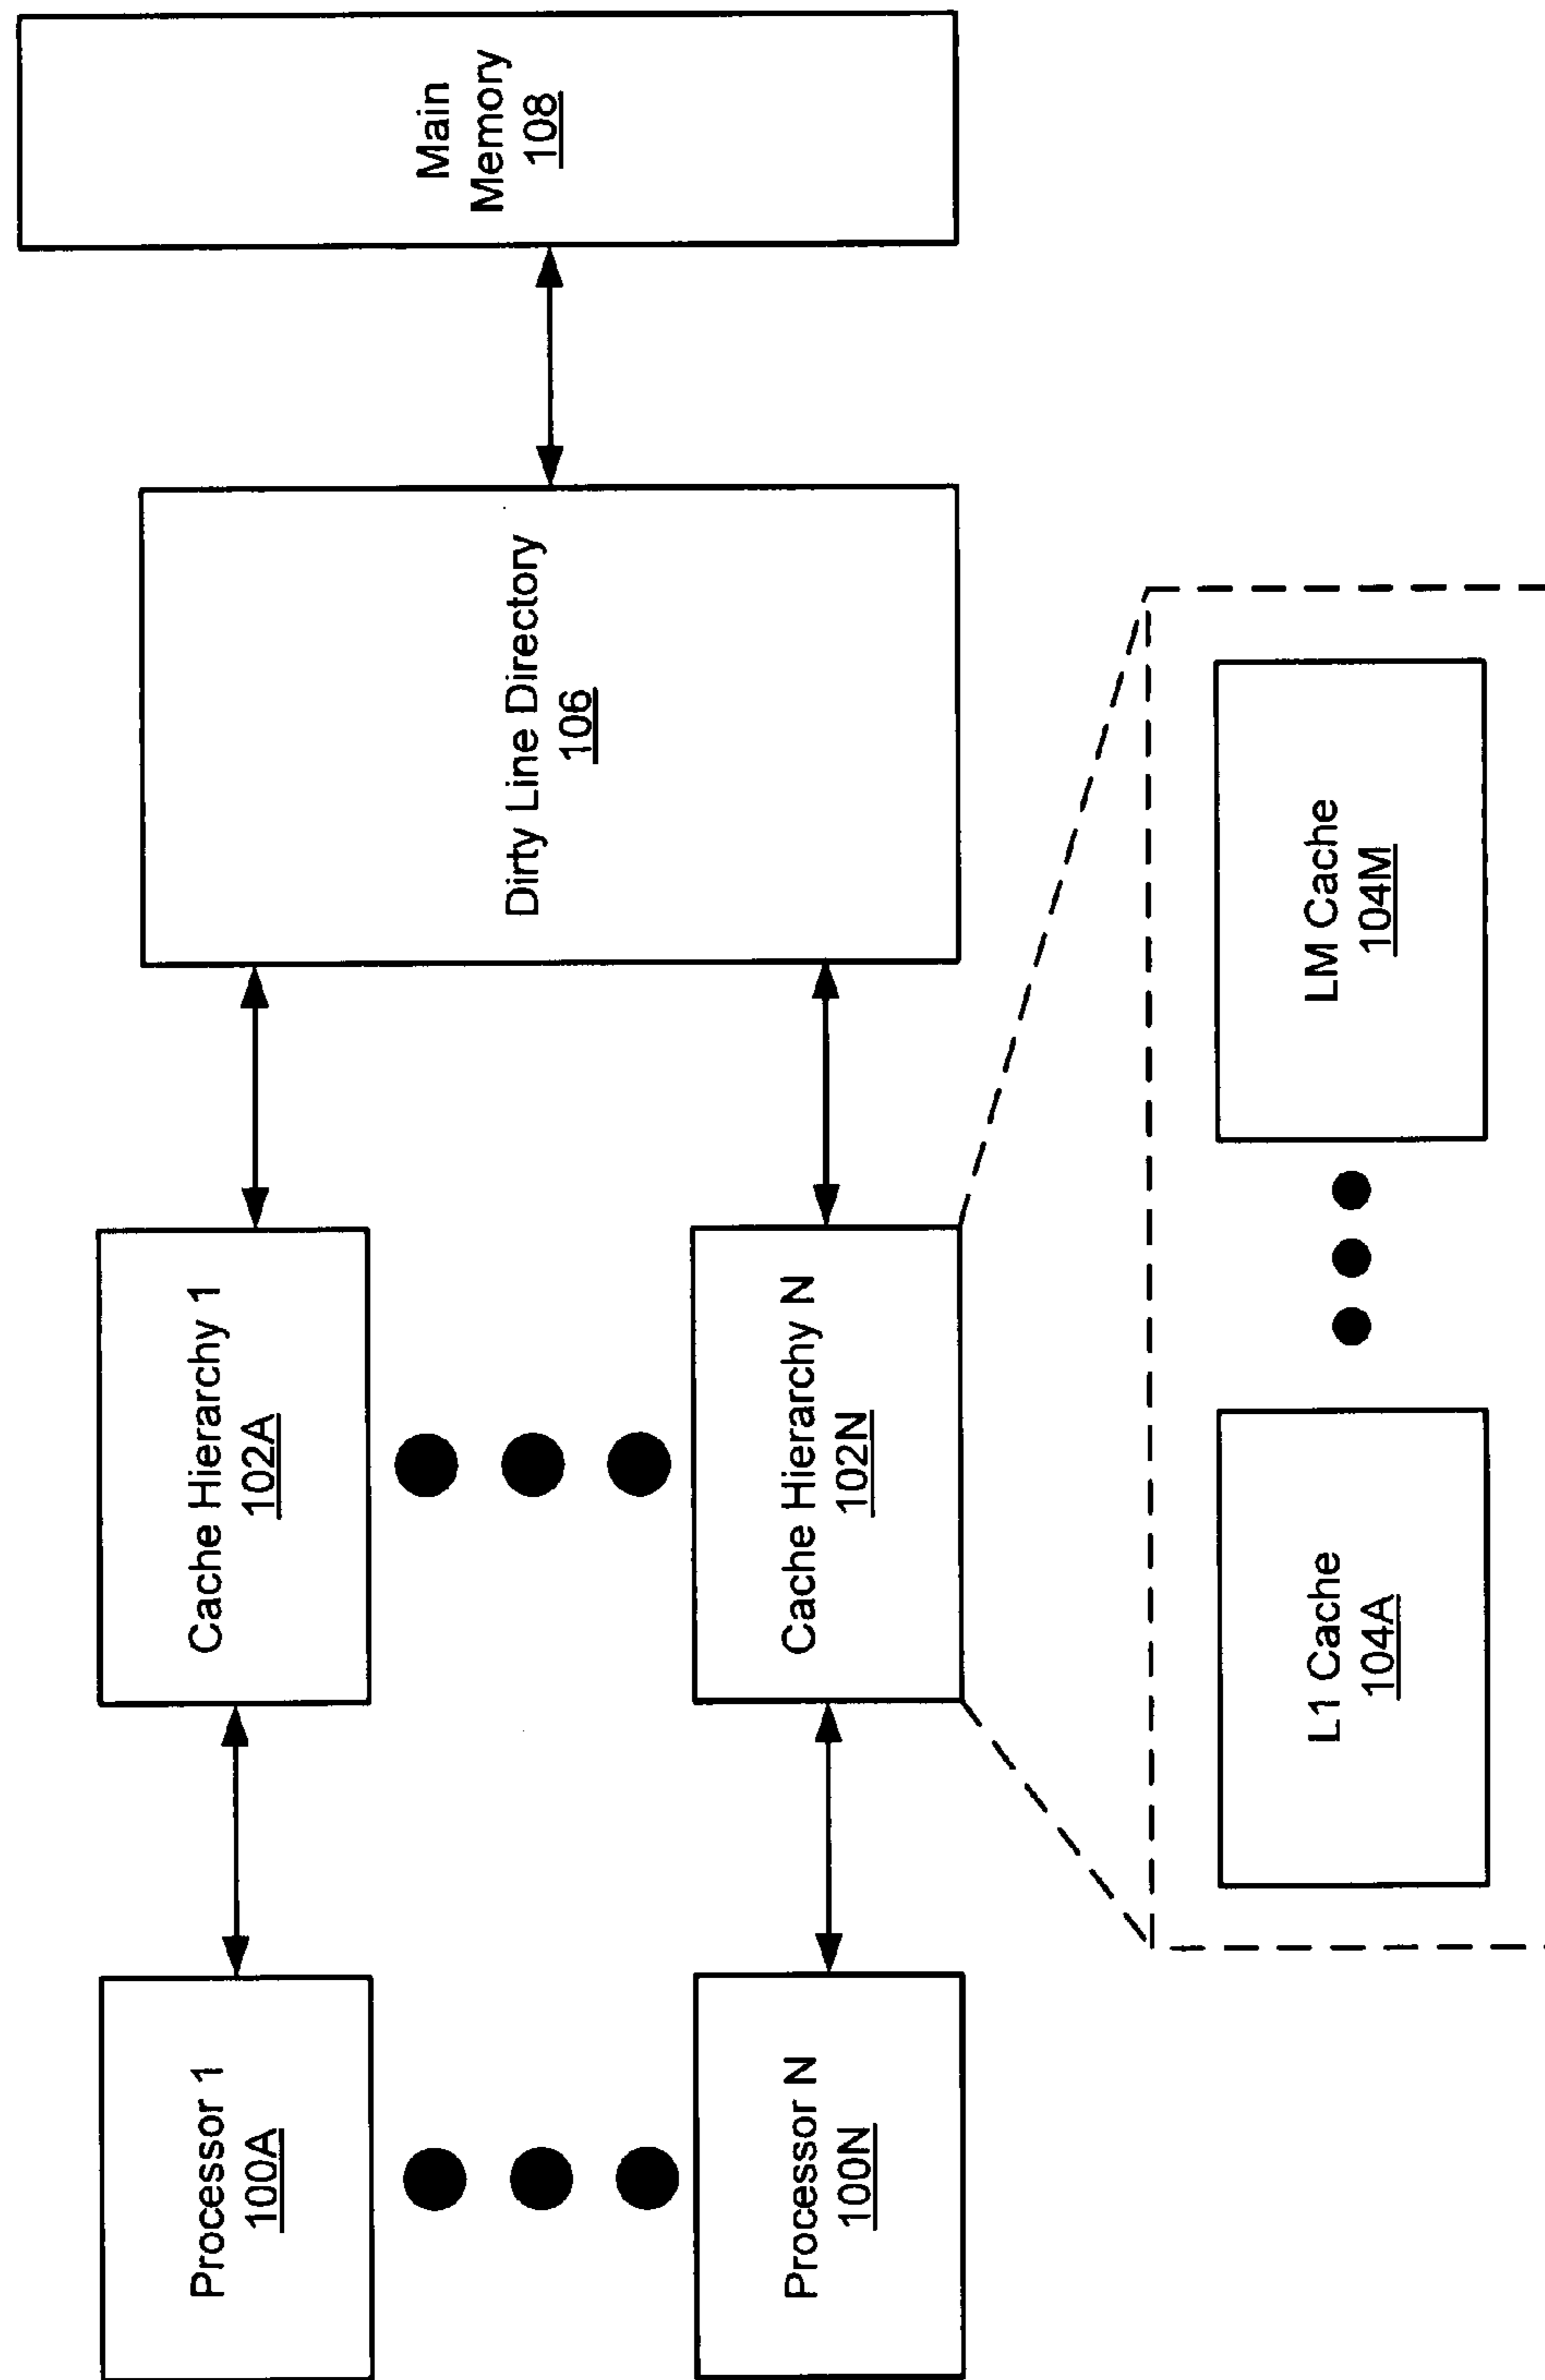 Processor 1
100A
Cache Hierarchy 1
102A
Dirty Line Directory
106
Main
Memory
108
Processor N
100N
Cache Hierarchy N
102N
L1 Cache
104A
LM Cache
104M